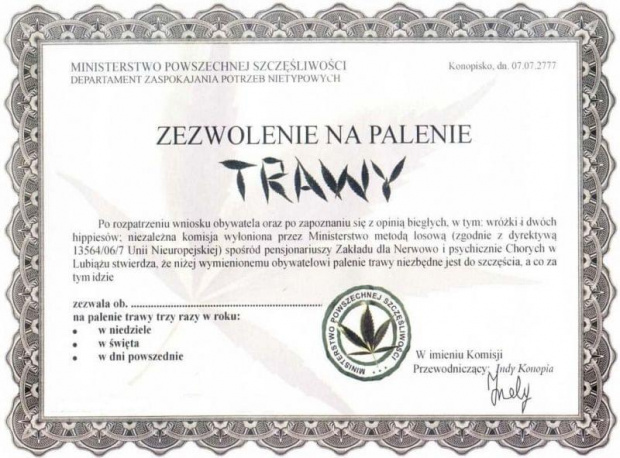 MINISTERSTWO POWSZECHNEJ SZCZĘŚLIWOŚCI
DEPARTAMENT ZASPOKAJANIA POTRZEB NIETYPOWYCH
Konopisko, dn. 07.07.2777
ZEZWOLENIE NA PALENIE
TRAWY
Po rozpatrzeniu wniosku obywatela oraz po zapoznaniu się z opinią biegłych, w tym: wróżki i dwóch
hippiesów; niezależna komisja wyłoniona przez Ministerstwo metodą losową (zgodnie z dyrektywą
13564/06/7 Unii Nieuropejskiej) spośród pensjonariuszy Zakładu dla Nerwowo i psychicznie Chorych w
Lubiążu stwierdza, że niżej wymienionemu obywatelowi palenie trawy niezbędne jest do szczęścia, a co za
tym idzie
zezwala ob. ................................................
na palenie trawy trzy razy w roku:
• w niedziele
• w święta
• w dni powszednie
MINISTERSTWO POWSZECHNEJ SZCZĘŚLIWOŚCI
W imieniu Komisji
Przewodniczący: Indy Konopia